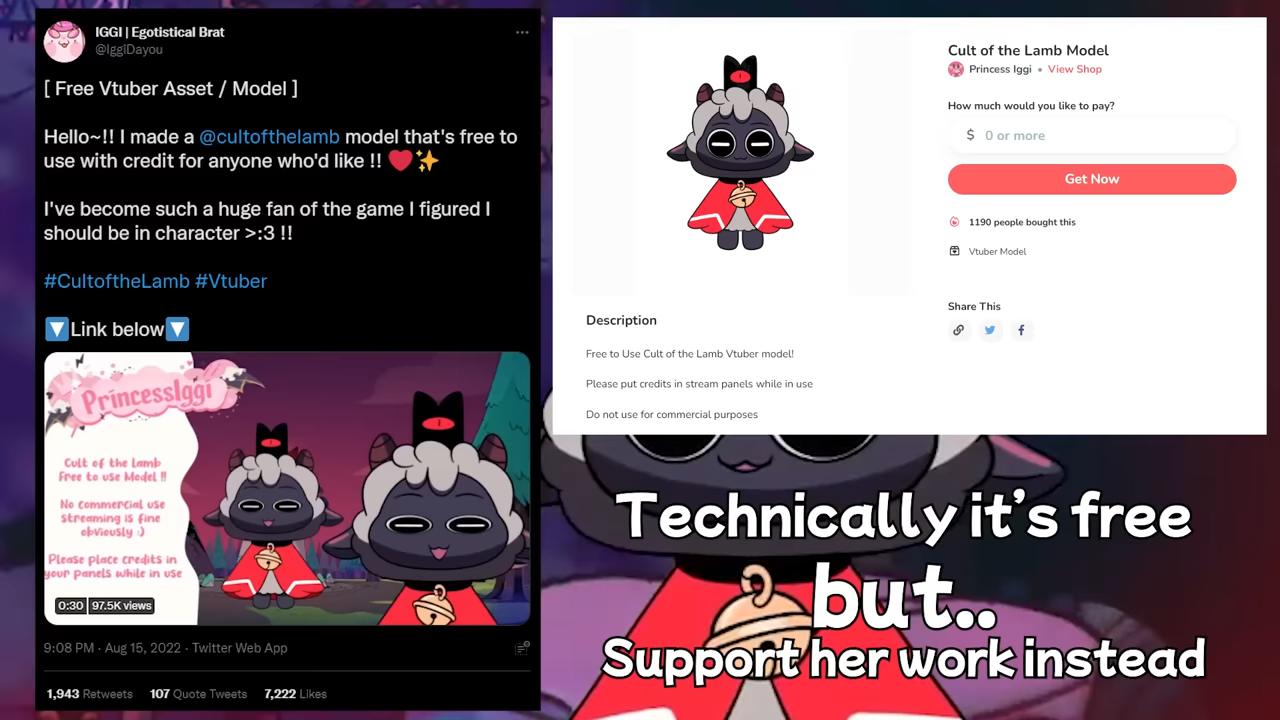 IGGI | Egotistical Brat
@IggiDayou
[ Free Vtuber Asset / Model ]
Hello~!! I made a @cultofthelamb model that's free to
use with credit for anyone who'd like !! ❤️✨
I've become such a huge fan of the game I figured I
should be in character >:3 !!
#CultoftheLamb #Vtuber
🔽Link below🔽
PrincessIggi
Cult of the lamb
Free to use Model !!
No commercial use
streaming is fine
obviously :)
Please place credits in
your panels while in use
0:30 97.5K views
9:08 PM · Aug 15, 2022 · Twitter Web App
1,943 Retweets 107 Quote Tweets 7,222 Likes
Cult of the Lamb Model
Princess Iggi • View Shop
How much would you like to pay?
$ 0 or more
Get Now
1190 people bought this
Vtuber Model
Share This
Description
Free to Use Cult of the Lamb Vtuber model!
Please put credits in stream panels while in use
Do not use for commercial purposes
Technically it's free
but..
Support her work instead